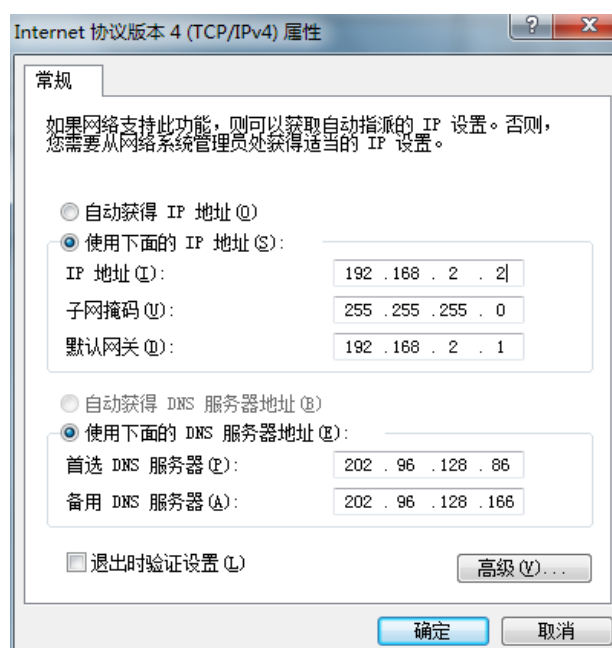 Internet 协议版本 4 (TCP/IPv4) 属性
常规
如果网络支持此功能，则可以获取自动指派的 IP 设置。否则，
您需要从网络系统管理员处获得适当的 IP 设置。
自动获得 IP 地址(O)
使用下面的 IP 地址(S):
IP 地址(I): 192 .168 . 2 . 2
子网掩码(U): 255 .255 .255 . 0
默认网关(D): 192 .168 . 2 . 1
自动获得 DNS 服务器地址(B)
使用下面的 DNS 服务器地址(E):
首选 DNS 服务器(P): 202 . 96 .128 . 86
备用 DNS 服务器(A): 202 . 96 .128 .166
退出时验证设置(L)
高级(V)...
确定 取消